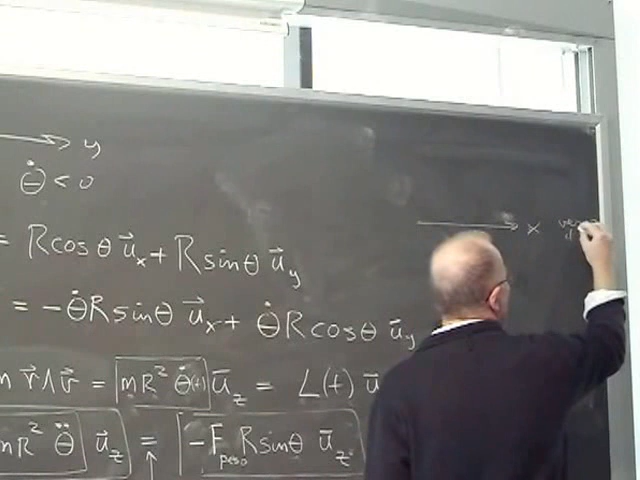 y
θ̇ < 0
= R cos θ u⃗ₓ + R sin θ u⃗_y
x
= -θ̇ R sin θ u⃗ₓ + θ̇ R cos θ u̅_y
m r⃗ ∧ v⃗ = mR² θ̇(t) u̅_z = L(t) u̅
mR² θ̈ u⃗_z = -F_peso R sin θ u̅_z